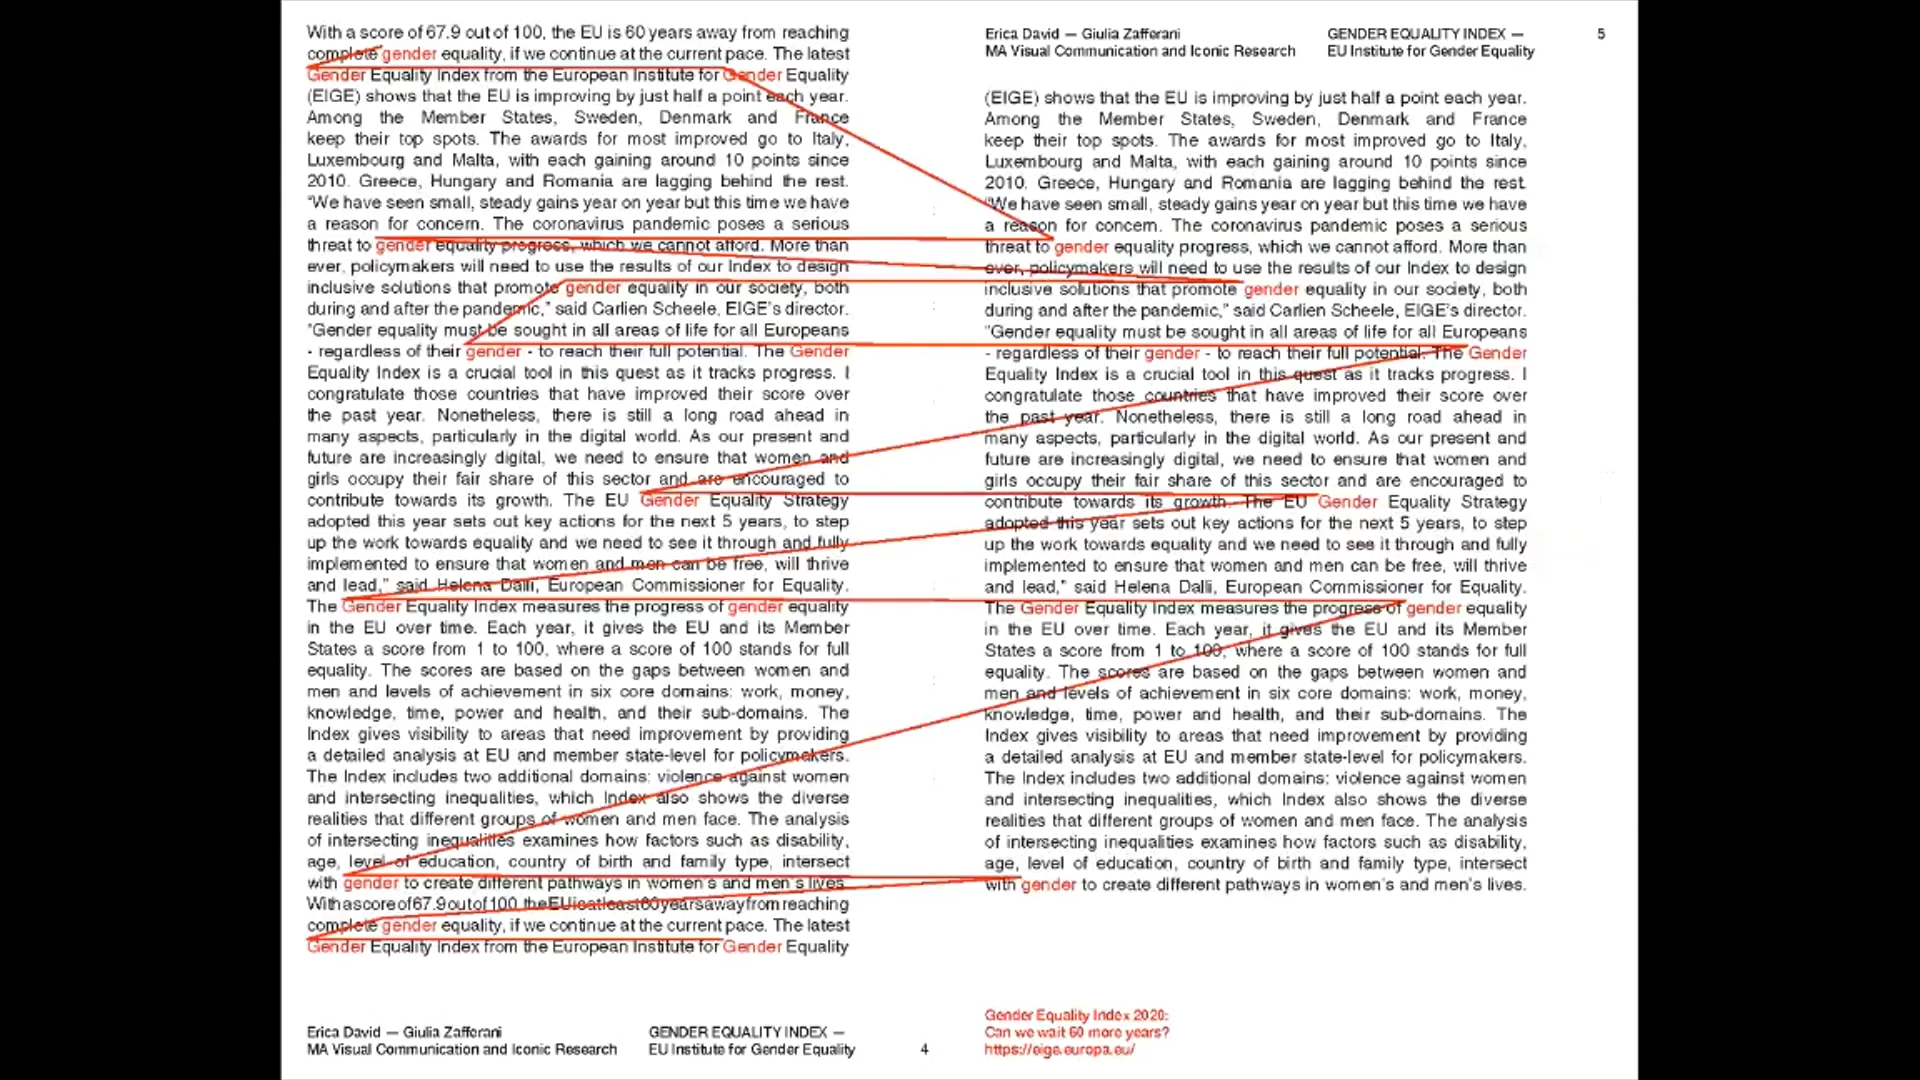 With a score of 67.9 out of 100, the EU is 60 years away from reaching
complete gender equality, if we continue at the current pace. The latest
Gender Equality Index from the European Institute for Gender Equality
(EIGE) shows that the EU is improving by just half a point each year.
Among the Member States, Sweden, Denmark and France
keep their top spots. The awards for most improved go to Italy,
Luxembourg and Malta, with each gaining around 10 points since
2010. Greece, Hungary and Romania are lagging behind the rest.
"We have seen small, steady gains year on year but this time we have
a reason for concern. The coronavirus pandemic poses a serious
threat to gender equality progress, which we cannot afford. More than
ever, policymakers will need to use the results of our Index to design
inclusive solutions that promote gender equality in our society, both
during and after the pandemic," said Carlien Scheele, EIGE's director.
"Gender equality must be sought in all areas of life for all Europeans
- regardless of their gender - to reach their full potential. The Gender
Equality Index is a crucial tool in this quest as it tracks progress. I
congratulate those countries that have improved their score over
the past year. Nonetheless, there is still a long road ahead in
many aspects, particularly in the digital world. As our present and
future are increasingly digital, we need to ensure that women and
girls occupy their fair share of this sector and are encouraged to
contribute towards its growth. The EU Gender Equality Strategy
adopted this year sets out key actions for the next 5 years, to step
up the work towards equality and we need to see it through and fully
implemented to ensure that women and men can be free, will thrive
and lead," said Helena Dalli, European Commissioner for Equality.
The Gender Equality Index measures the progress of gender equality
in the EU over time. Each year, it gives the EU and its Member
States a score from 1 to 100, where a score of 100 stands for full
equality. The scores are based on the gaps between women and
men and levels of achievement in six core domains: work, money,
knowledge, time, power and health, and their sub-domains. The
Index gives visibility to areas that need improvement by providing
a detailed analysis at EU and member state-level for policymakers.
The Index includes two additional domains: violence against women
and intersecting inequalities, which Index also shows the diverse
realities that different groups of women and men face. The analysis
of intersecting inequalities examines how factors such as disability,
age, level of education, country of birth and family type, intersect
with gender to create different pathways in women's and men's lives.
With a score of 67.9 out of 100, the EU is at least 60 years away from reaching
complete gender equality, if we continue at the current pace. The latest
Gender Equality Index from the European Institute for Gender Equality
Erica David — Giulia Zafferani
MA Visual Communication and Iconic Research
GENDER EQUALITY INDEX —
EU Institute for Gender Equality
4
Erica David — Giulia Zafferani
MA Visual Communication and Iconic Research
GENDER EQUALITY INDEX —
EU Institute for Gender Equality
5
(EIGE) shows that the EU is improving by just half a point each year.
Among the Member States, Sweden, Denmark and France
keep their top spots. The awards for most improved go to Italy,
Luxembourg and Malta, with each gaining around 10 points since
2010. Greece, Hungary and Romania are lagging behind the rest.
"We have seen small, steady gains year on year but this time we have
a reason for concern. The coronavirus pandemic poses a serious
threat to gender equality progress, which we cannot afford. More than
ever, policymakers will need to use the results of our Index to design
inclusive solutions that promote gender equality in our society, both
during and after the pandemic," said Carlien Scheele, EIGE's director.
"Gender equality must be sought in all areas of life for all Europeans
- regardless of their gender - to reach their full potential. The Gender
Equality Index is a crucial tool in this quest as it tracks progress. I
congratulate those countries that have improved their score over
the past year. Nonetheless, there is still a long road ahead in
many aspects, particularly in the digital world. As our present and
future are increasingly digital, we need to ensure that women and
girls occupy their fair share of this sector and are encouraged to
contribute towards its growth. The EU Gender Equality Strategy
adopted this year sets out key actions for the next 5 years, to step
up the work towards equality and we need to see it through and fully
implemented to ensure that women and men can be free, will thrive
and lead," said Helena Dalli, European Commissioner for Equality.
The Gender Equality Index measures the progress of gender equality
in the EU over time. Each year, it gives the EU and its Member
States a score from 1 to 100, where a score of 100 stands for full
equality. The scores are based on the gaps between women and
men and levels of achievement in six core domains: work, money,
knowledge, time, power and health, and their sub-domains. The
Index gives visibility to areas that need improvement by providing
a detailed analysis at EU and member state-level for policymakers.
The Index includes two additional domains: violence against women
and intersecting inequalities, which Index also shows the diverse
realities that different groups of women and men face. The analysis
of intersecting inequalities examines how factors such as disability,
age, level of education, country of birth and family type, intersect
with gender to create different pathways in women's and men's lives.
Gender Equality Index 2020:
Can we wait 60 more years?
https://eige.europa.eu/